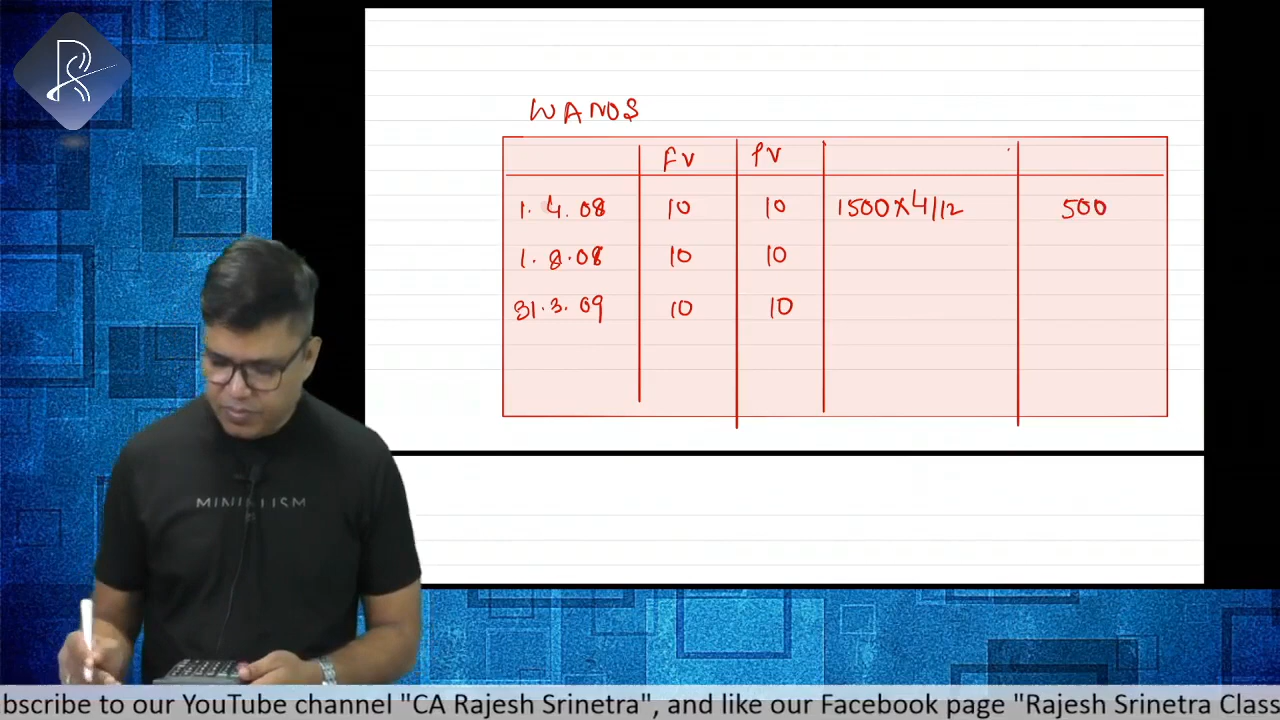 RS
WANOS
FV PV
1.4.08 10 10 1500×4/12 500
1.8.08 10 10
31.3.09 10 10
MINIMALISM
bscribe to our YouTube channel "CA Rajesh Srinetra", and like our Facebook page "Rajesh Srinetra Class